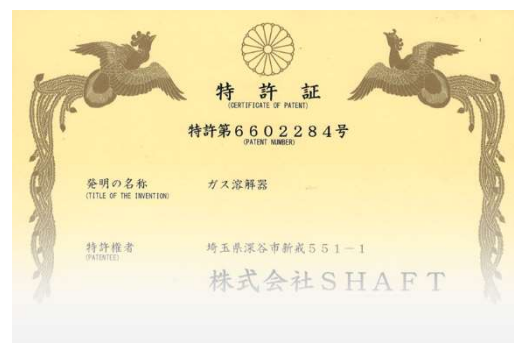 特許証
(CERTIFICATE OF PATENT)
特許第6602284号
(PATENT NUMBER)
発明の名称 ガス溶解器
(TITLE OF THE INVENTION)
特許権者 埼玉県深谷市新戒551-1
(PATENTEE)
株式会社SHAFT